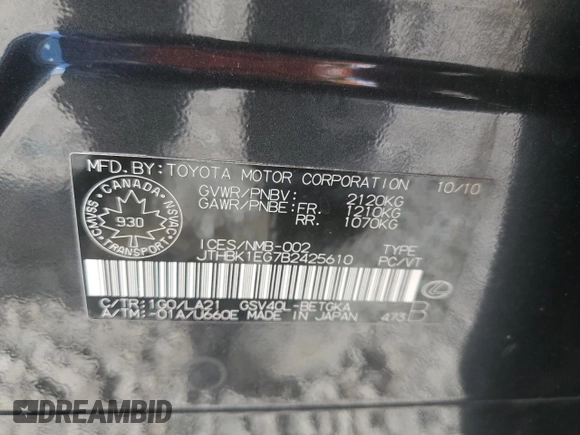 MFD.BY:TOYOTA MOTOR CORPORATION 10/10
GVWR/PNBV: 2120KG
GAWR/PNBE:FR. 1210KG
RR. 1070KG
CANADA
CMVSS NSVAC
930
TRANSPORT
ICES/NMB-002 TYPE
JTHBK1EG7B2425610 PC/VT
C/TR:1G0/LA21 GSV40L-BETGKA
A/TM:-01A/U660E MADE IN JAPAN 473 B
DREAMBID